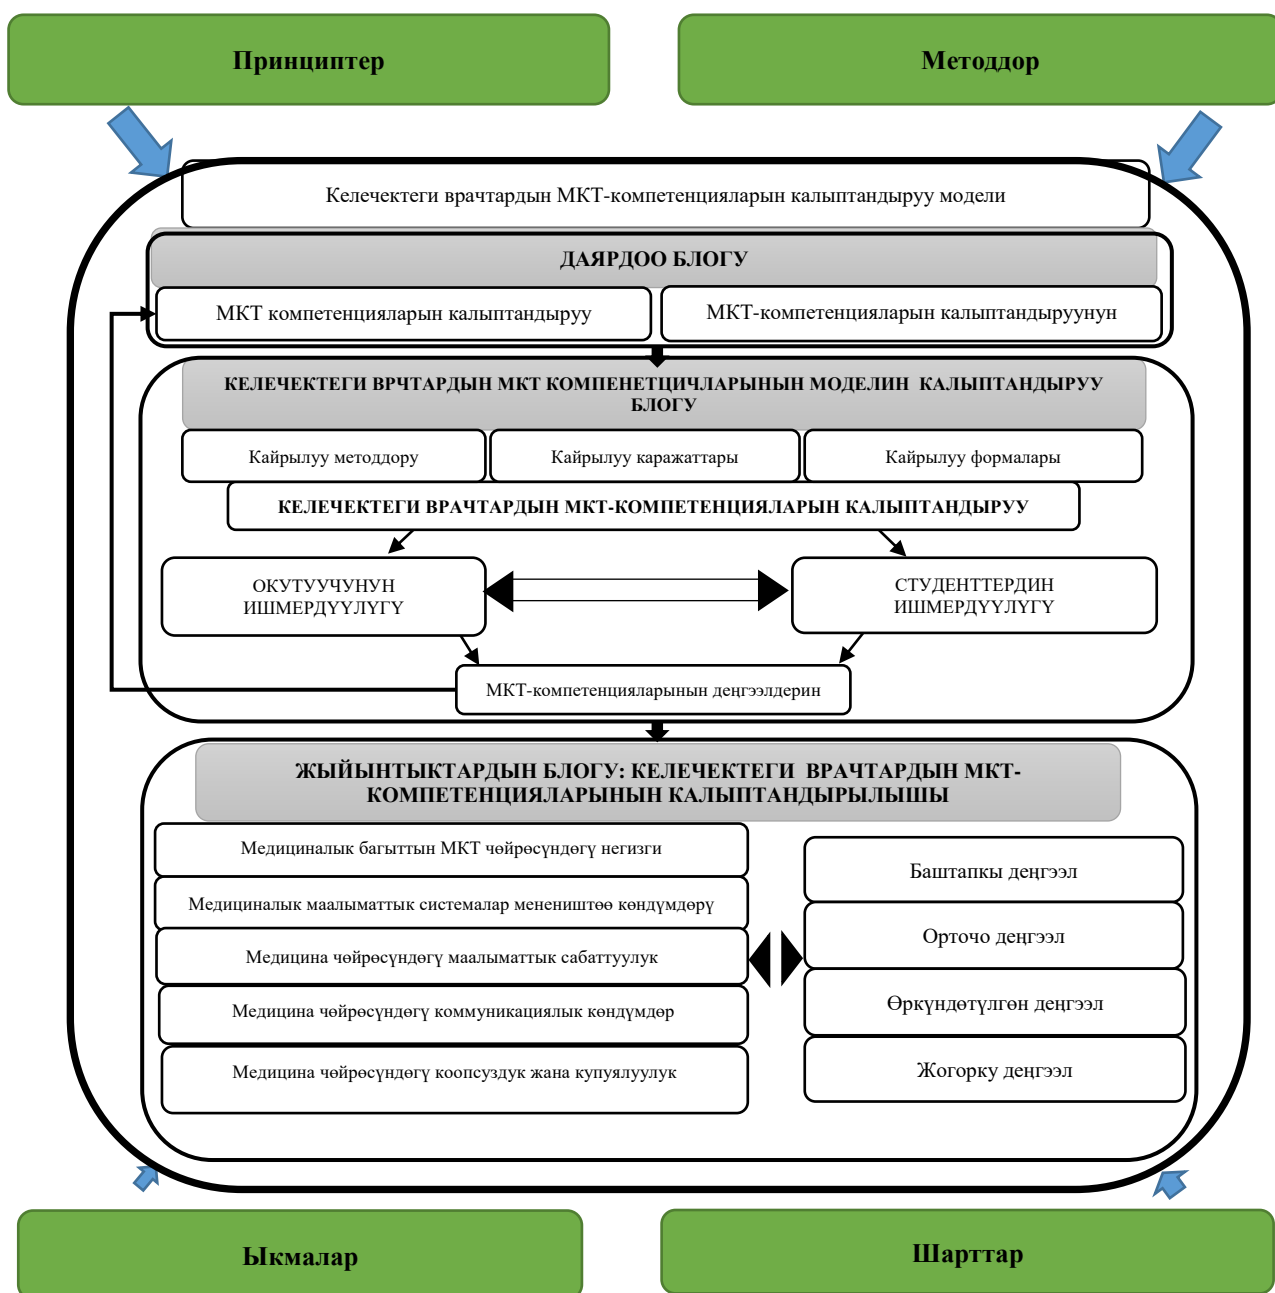 Принциптер
Методдор
Келечектеги врачтардын МКТ-компетенцияларын калыптандыруу модели
ДАЯРДОО БЛОГУ
МКТ компетенцияларын калыптандыруу
МКТ-компетенцияларын калыптандыруунун
КЕЛЕЧЕКТЕГИ ВРЧТАРДЫН МКТ КОМПЕНЕТЦИЧЛАРЫНЫН МОДЕЛИН КАЛЫПТАНДЫРУУ
БЛОГУ
Кайрылуу методдору
Кайрылуу каражаттары
Кайрылуу формалары
КЕЛЕЧЕКТЕГИ ВРАЧТАРДЫН МКТ-КОМПЕТЕНЦИЯЛАРЫН КАЛЫПТАНДЫРУУ
ОКУТУУЧУНУН
ИШМЕРДҮҮЛҮГҮ
СТУДЕНТТЕРДИН
ИШМЕРДҮҮЛҮГҮ
МКТ-компетенцияларынын деңгээлдерин
ЖЫЙЫНТЫКТАРДЫН БЛОГУ: КЕЛЕЧЕКТЕГИ ВРАЧТАРДЫН МКТ-
КОМПЕТЕНЦИЯЛАРЫНЫН КАЛЫПТАНДЫРЫЛЫШЫ
Медициналык багыттын МКТ чөйрөсүндөгү негизги
Медициналык маалыматтык системалар менеништөө көндүмдөрү
Медицина чөйрөсүндөгү маалыматтык сабаттуулук
Медицина чөйрөсүндөгү коммуникациялык көндүмдөр
Медицина чөйрөсүндөгү коопсуздук жана купуялуулук
Баштапкы деңгээл
Орточо деңгээл
Өркүндөтүлгөн деңгээл
Жогорку деңгээл
Ыкмалар
Шарттар